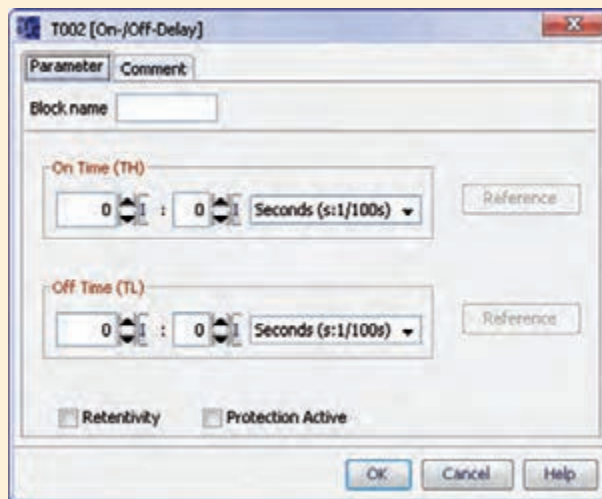 T002 [On-/Off-Delay]
Parameter Comment
Block name
On Time (TH)
0 : 0 Seconds (s:1/100s) Reference
Off Time (TL)
0 : 0 Seconds (s:1/100s) Reference
Retentivity Protection Active
OK Cancel Help